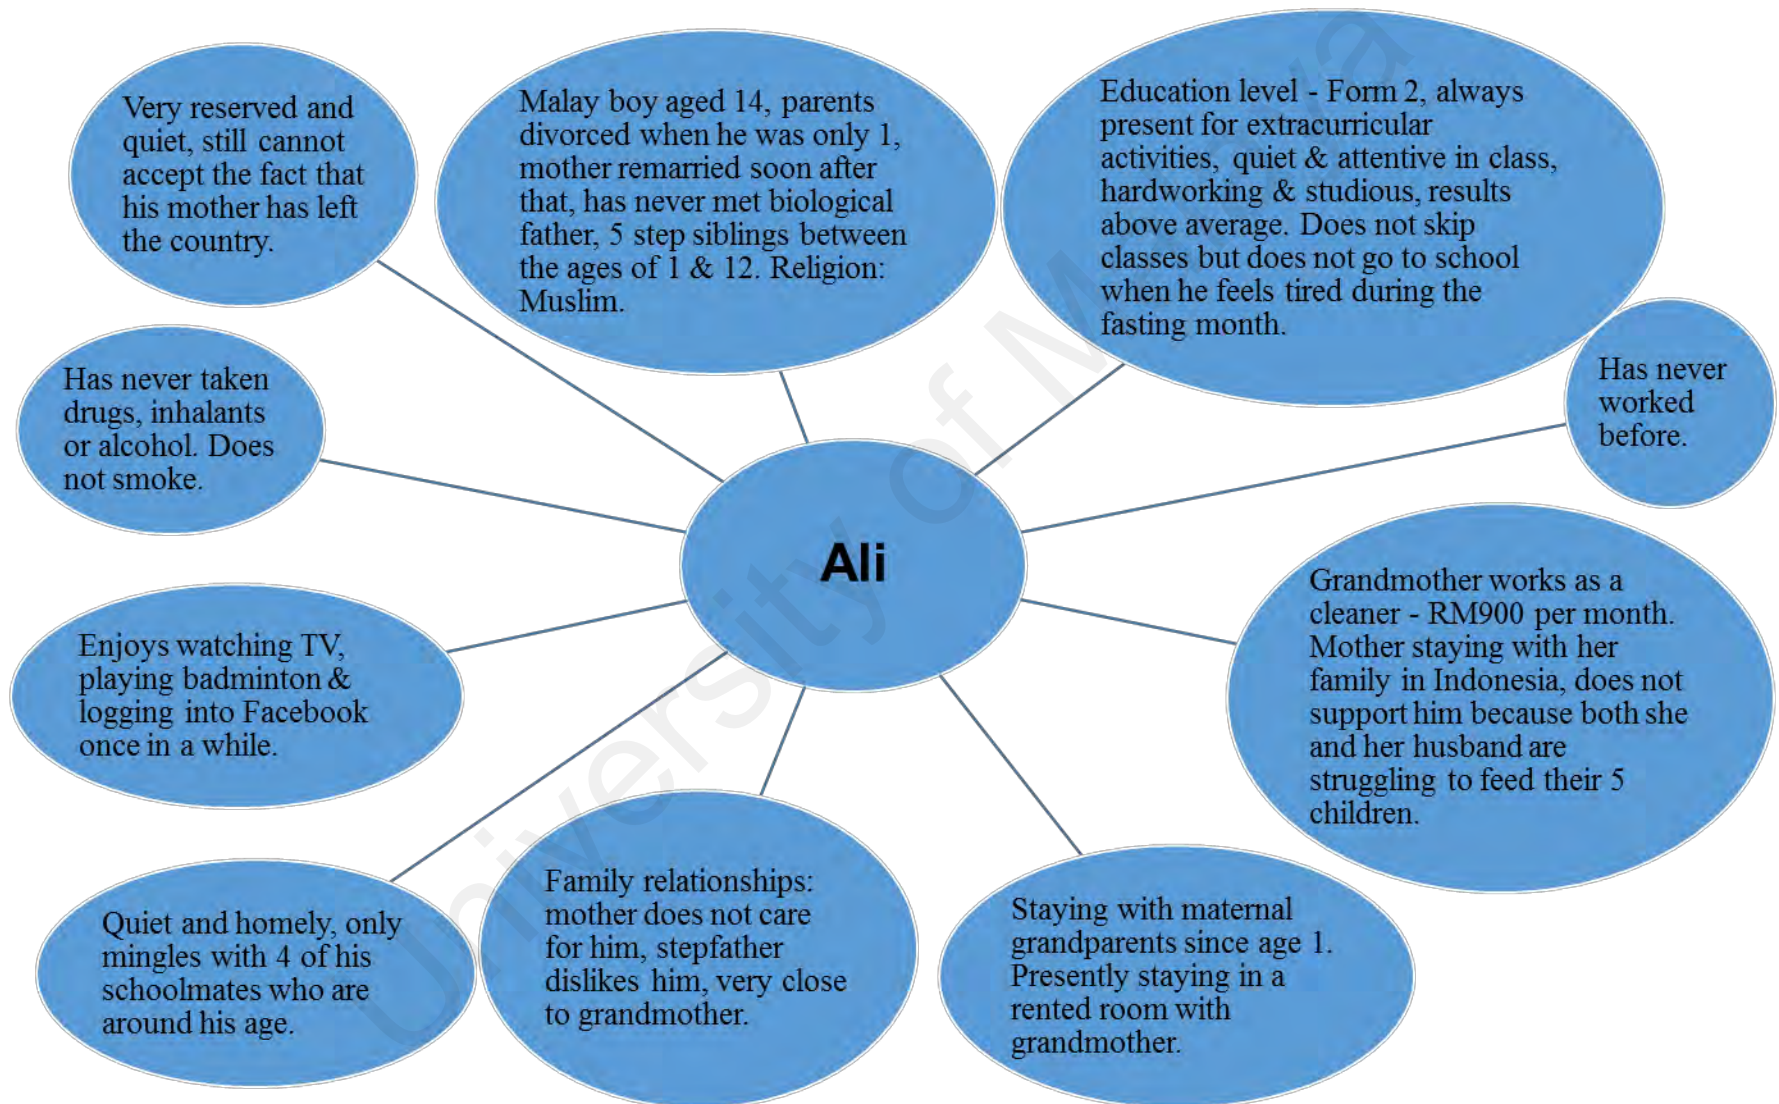 Very reserved and
quiet, still cannot
accept the fact that
his mother has left
the country.
Malay boy aged 14, parents
divorced when he was only 1,
mother remarried soon after
that, has never met biological
father, 5 step siblings between
the ages of 1 & 12. Religion:
Muslim.
Education level - Form 2, always
present for extracurricular
activities, quiet & attentive in class,
hardworking & studious, results
above average. Does not skip
classes but does not go to school
when he feels tired during the
fasting month.
Has never
worked
before.
Has never taken
drugs, inhalants
or alcohol. Does
not smoke.
Ali
Grandmother works as a
cleaner - RM900 per month.
Mother staying with her
family in Indonesia, does not
support him because both she
and her husband are
struggling to feed their 5
children.
Enjoys watching TV,
playing badminton &
logging into Facebook
once in a while.
Quiet and homely, only
mingles with 4 of his
schoolmates who are
around his age.
Family relationships:
mother does not care
for him, stepfather
dislikes him, very close
to grandmother.
Staying with maternal
grandparents since age 1.
Presently staying in a
rented room with
grandmother.
University of M